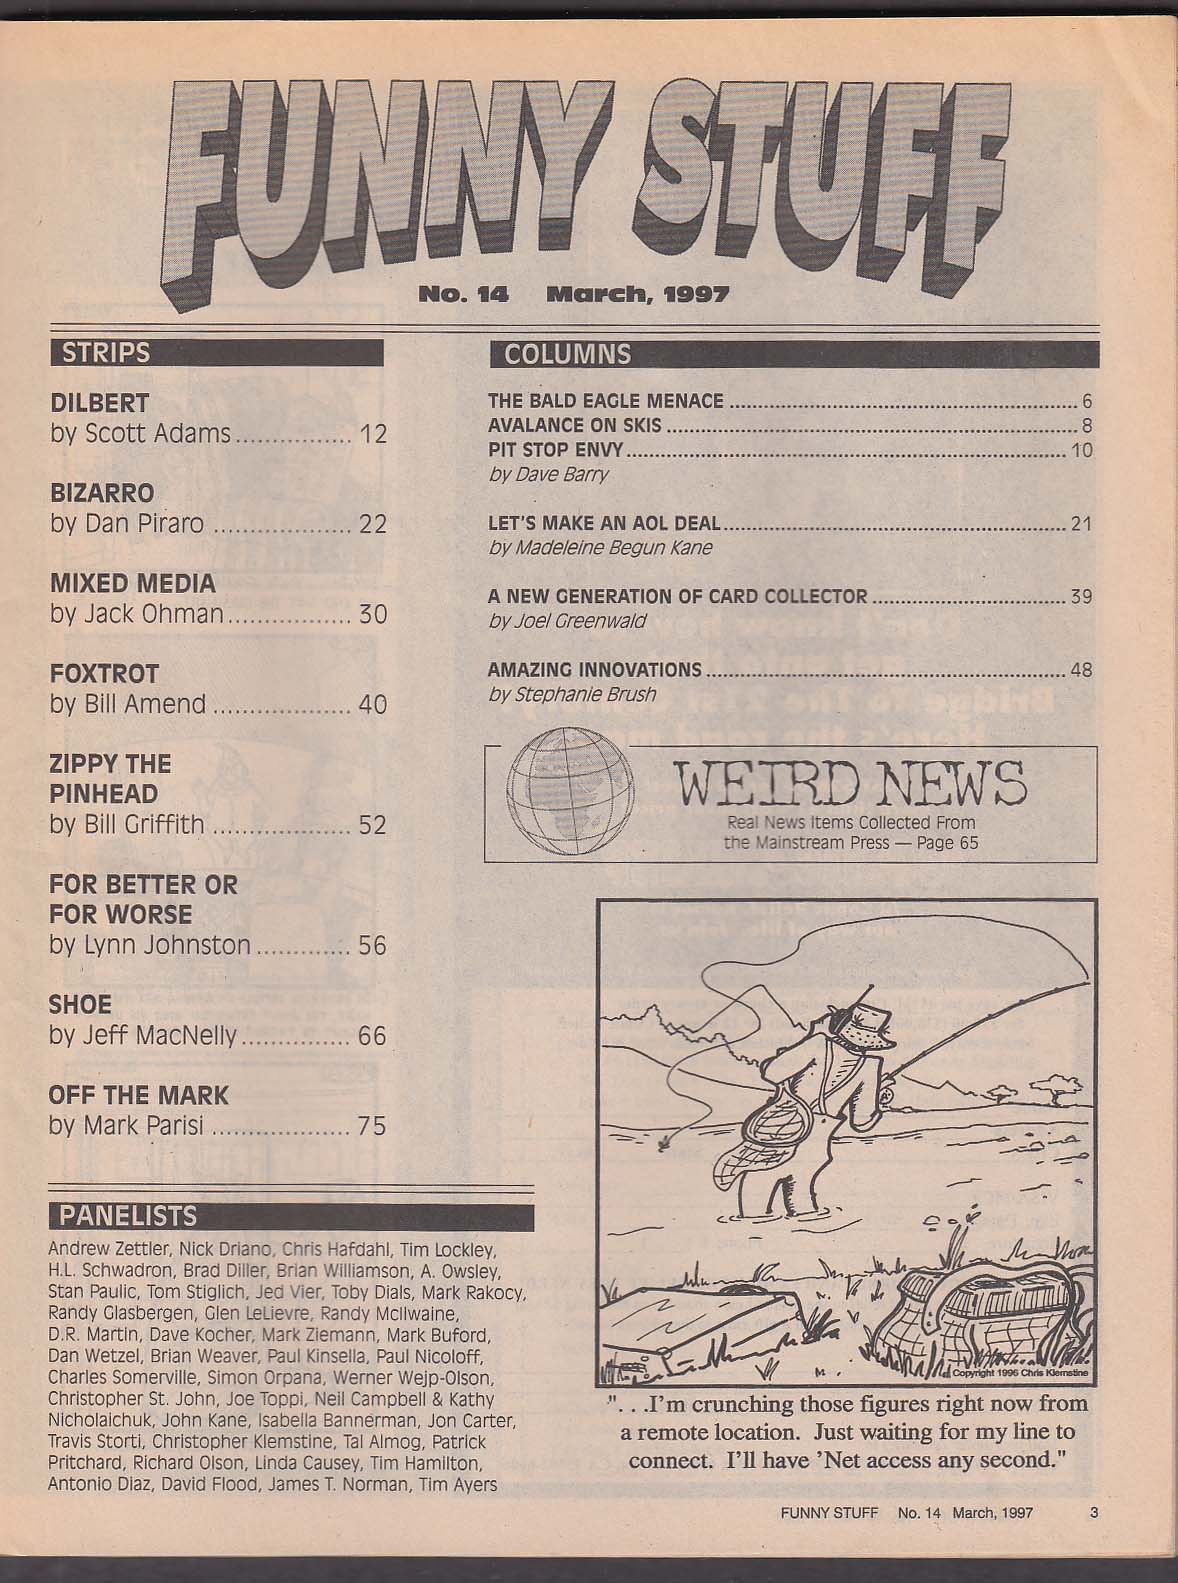 FUNNY STUFF
No. 14 March, 1997
STRIPS
DILBERT
by Scott Adams................ 12
BIZARRO
by Dan Piraro ................... 22
MIXED MEDIA
by Jack Ohman................. 30
FOXTROT
by Bill Amend ................... 40
ZIPPY THE
PINHEAD
by Bill Griffith ................... 52
FOR BETTER OR
FOR WORSE
by Lynn Johnston ............. 56
SHOE
by Jeff MacNelly............... 66
OFF THE MARK
by Mark Parisi ................... 75
PANELISTS
Andrew Zettler, Nick Driano, Chris Hafdahl, Tim Lockley,
H.L. Schwadron, Brad Diller, Brian Williamson, A. Owsley,
Stan Paulic, Tom Stiglich, Jed Vier, Toby Dials, Mark Rakocy,
Randy Glasbergen, Glen LeLievre, Randy McIlwaine,
D.R. Martin, Dave Kocher, Mark Ziemann, Mark Buford,
Dan Wetzel, Brian Weaver, Paul Kinsella, Paul Nicoloff,
Charles Somerville, Simon Orpana, Werner Wejp-Olson,
Christopher St. John, Joe Toppi, Neil Campbell & Kathy
Nicholaichuk, John Kane, Isabella Bannerman, Jon Carter,
Travis Storti, Christopher Klemstine, Tal Almog, Patrick
Pritchard, Richard Olson, Linda Causey, Tim Hamilton,
Antonio Diaz, David Flood, James T. Norman, Tim Ayers
COLUMNS
THE BALD EAGLE MENACE ........................................................ 6
AVALANCE ON SKIS .................................................................. 8
PIT STOP ENVY ....................................................................... 10
by Dave Barry
LET'S MAKE AN AOL DEAL ....................................................... 21
by Madeleine Begun Kane
A NEW GENERATION OF CARD COLLECTOR ............................... 39
by Joel Greenwald
AMAZING INNOVATIONS .......................................................... 48
by Stephanie Brush
WEIRD NEWS
Real News Items Collected From
the Mainstream Press — Page 65
Copyright 1996 Chris Klemstine
". . .I'm crunching those figures right now from
a remote location. Just waiting for my line to
connect. I'll have 'Net access any second."
FUNNY STUFF No. 14 March, 1997 3